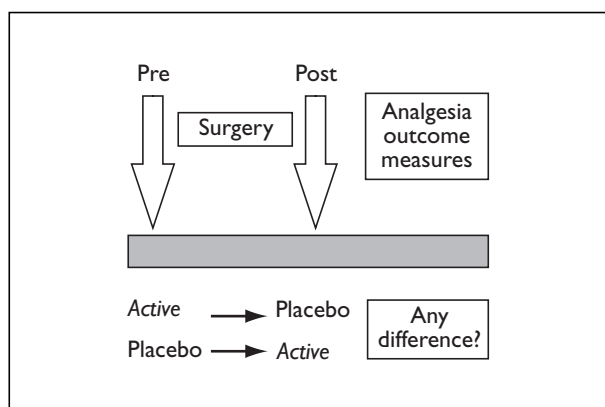 Pre
Post
Surgery
Analgesia
outcome
measures
Active
Placebo
Placebo
Active
Any
difference?